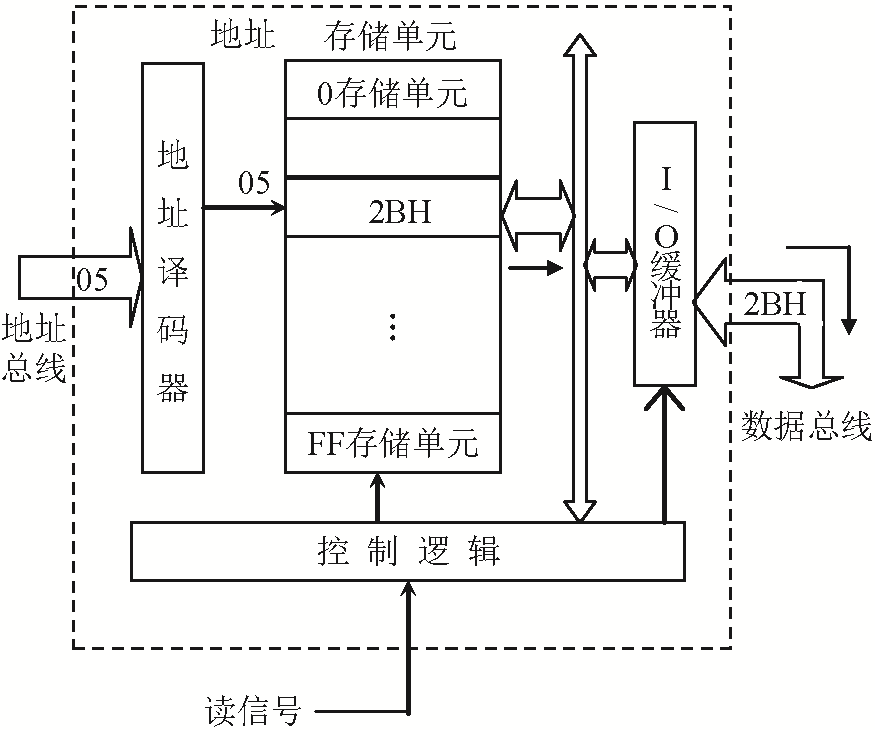 地址
存储单元
0存储单元
地址译码器
05
2BH
05
地址
总线
I/O缓冲器
2BH
⋮
FF存储单元
数据总线
控制逻辑
读信号